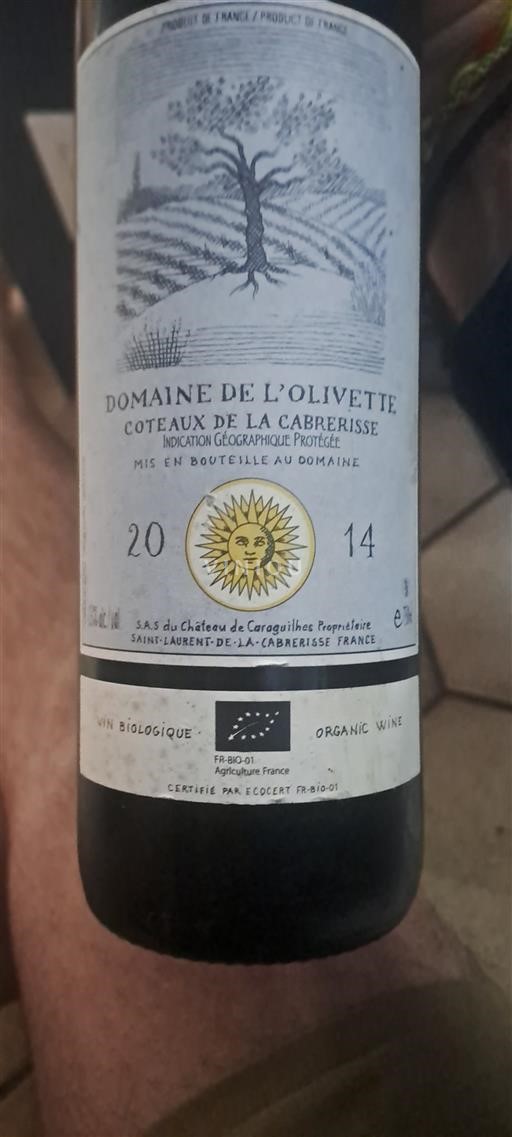 PRODUIT DE FRANCE / PRODUCT OF FRANCE
DOMAINE DE L'OLIVETTE
COTEAUX DE LA CABRERISSE
INDICATION GÉOGRAPHIQUE PROTÉGÉE
MIS EN BOUTEILLE AU DOMAINE
20 14
S.A.S du Château de Caraguilhes Propriétaire
SAINT-LAURENT-DE-LA-CABRERISSE FRANCE
VIN BIOLOGIQUE ORGANIC WINE
FR-BIO-01
Agriculture France
CERTIFIÉ PAR ECOCERT FR-BIO-01